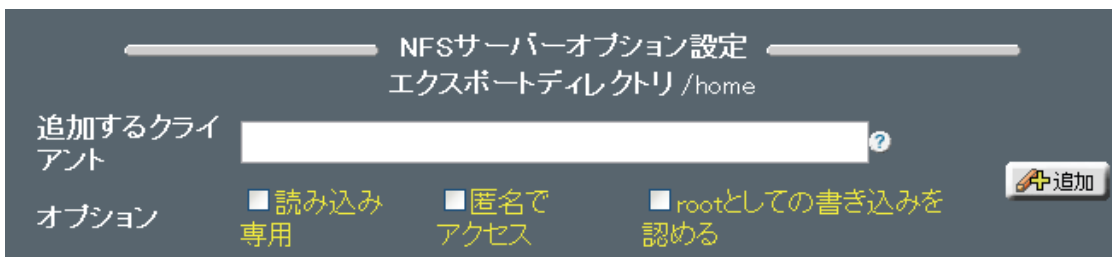 NFSサーバーオプション設定
エクスポートディレクトリ /home
追加するクライ
アント
?
追加
オプション
読み込み
専用
匿名で
アクセス
rootとしての書き込みを
認める